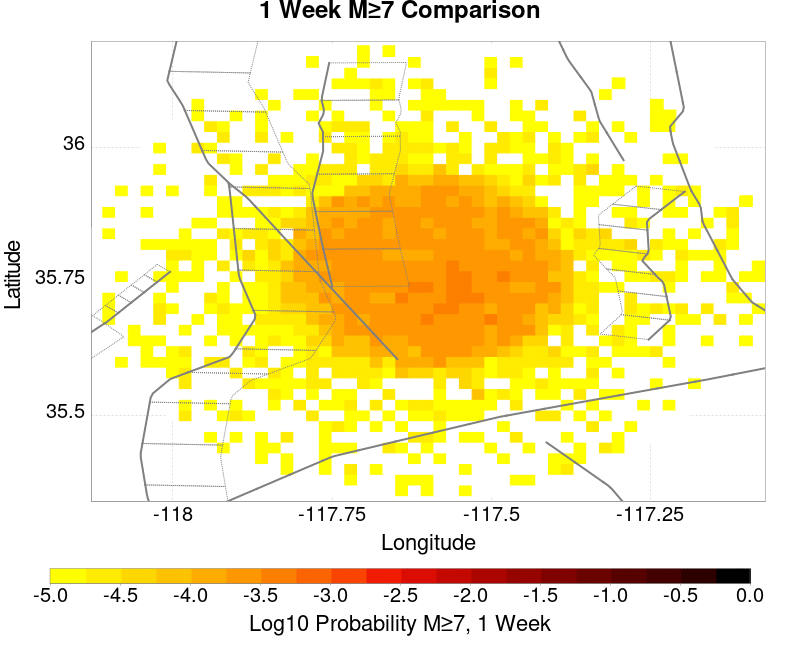 1 Week M≥7 Comparison
36
35.75
35.5
Latitude
-118 -117.75 -117.5 -117.25
Longitude
-5.0 -4.5 -4.0 -3.5 -3.0 -2.5 -2.0 -1.5 -1.0 -0.5 0.0
Log10 Probability M≥7, 1 Week